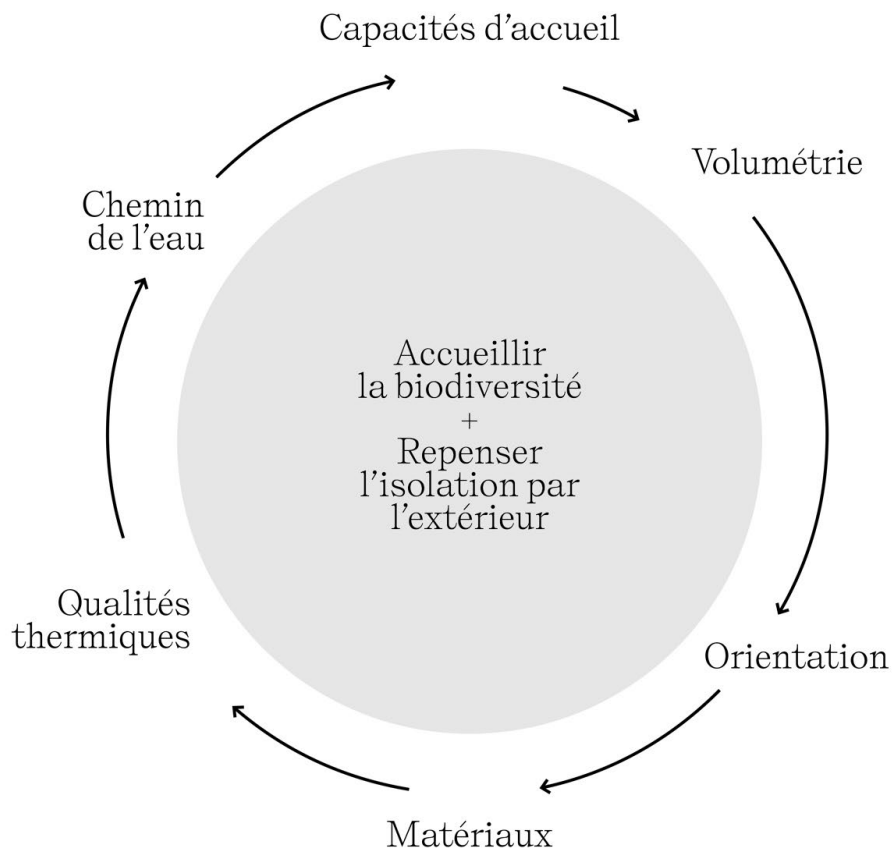 Capacités d’accueil
Volumétrie
Orientation
Matériaux
Qualités
thermiques
Chemin
de l’eau
Accueillir
la biodiversité
+
Repenser
l’isolation par
l’extérieur